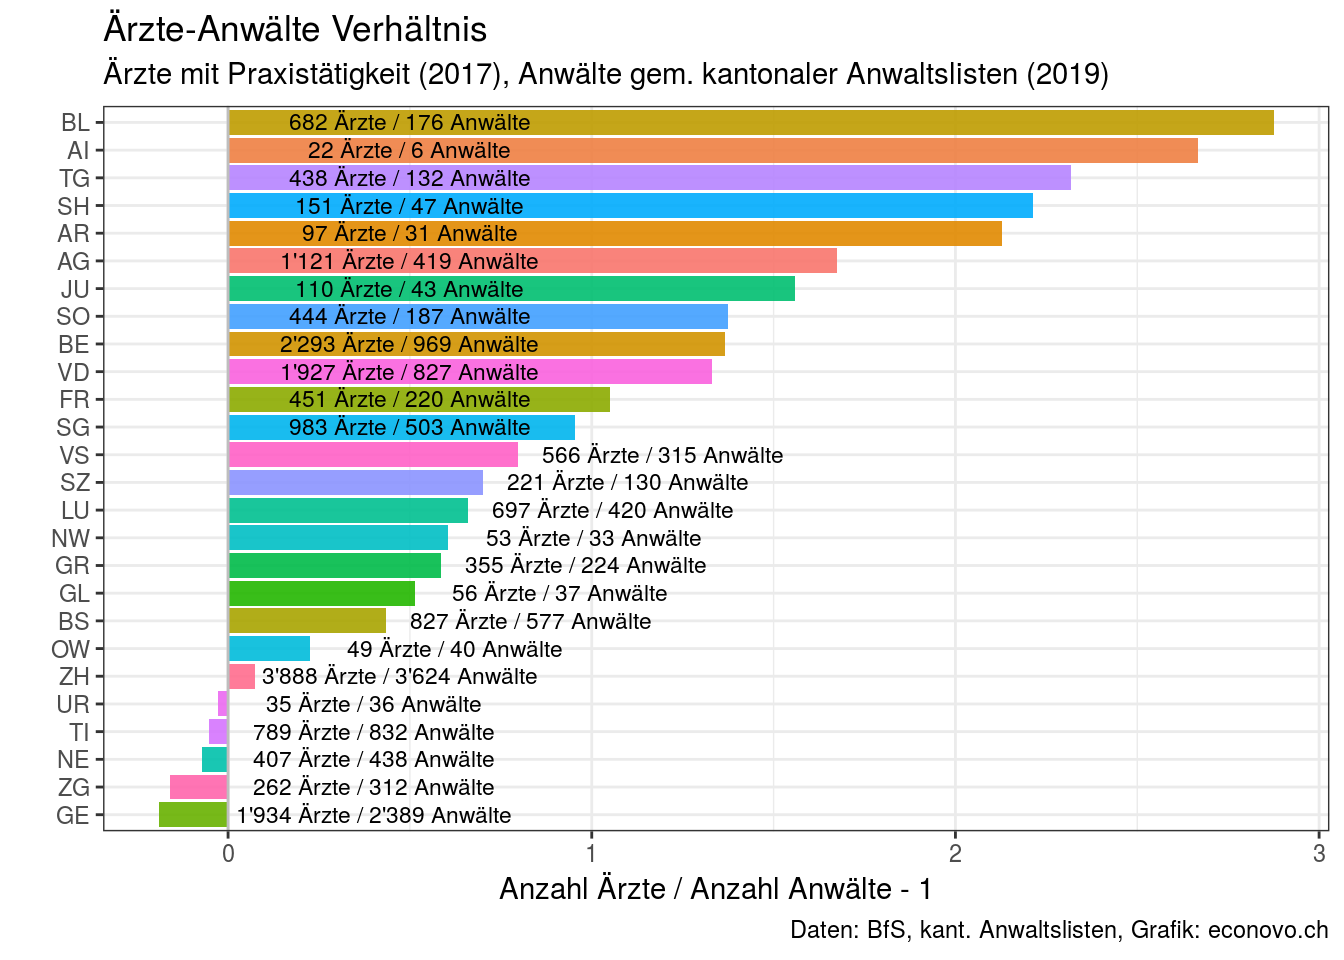 Ärzte-Anwälte Verhältnis
Ärzte mit Praxistätigkeit (2017), Anwälte gem. kantonaler Anwaltslisten (2019)
BL 682 Ärzte / 176 Anwälte
AI 22 Ärzte / 6 Anwälte
TG 438 Ärzte / 132 Anwälte
SH 151 Ärzte / 47 Anwälte
AR 97 Ärzte / 31 Anwälte
AG 1'121 Ärzte / 419 Anwälte
JU 110 Ärzte / 43 Anwälte
SO 444 Ärzte / 187 Anwälte
BE 2'293 Ärzte / 969 Anwälte
VD 1'927 Ärzte / 827 Anwälte
FR 451 Ärzte / 220 Anwälte
SG 983 Ärzte / 503 Anwälte
VS 566 Ärzte / 315 Anwälte
SZ 221 Ärzte / 130 Anwälte
LU 697 Ärzte / 420 Anwälte
NW 53 Ärzte / 33 Anwälte
GR 355 Ärzte / 224 Anwälte
GL 56 Ärzte / 37 Anwälte
BS 827 Ärzte / 577 Anwälte
OW 49 Ärzte / 40 Anwälte
ZH 3'888 Ärzte / 3'624 Anwälte
UR 35 Ärzte / 36 Anwälte
TI 789 Ärzte / 832 Anwälte
NE 407 Ärzte / 438 Anwälte
ZG 262 Ärzte / 312 Anwälte
GE 1'934 Ärzte / 2'389 Anwälte
0 1 2 3
Anzahl Ärzte / Anzahl Anwälte - 1
Daten: BfS, kant. Anwaltslisten, Grafik: econovo.ch